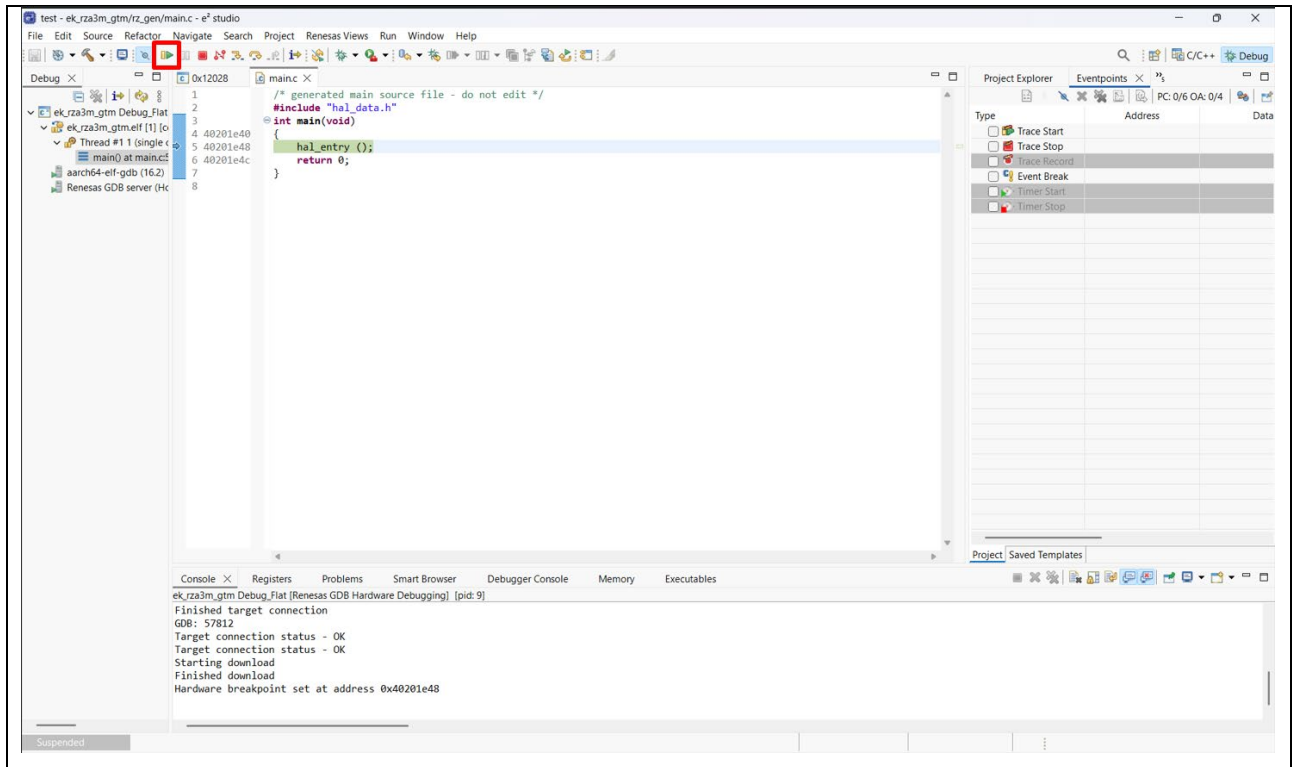 test - ek_rza3m_gtm/rz_gen/main.c - e² studio
File Edit Source Refactor Navigate Search Project Renesas Views Run Window Help
C/C++ Debug
Debug
ek_rza3m_gtm Debug_Flat
ek_rza3m_gtm.elf [1] [co
Thread #1 1 (single c
main() at main.c:5
aarch64-elf-gdb (16.2)
Renesas GDB server (Ho
0x12028 main.c
1 /* generated main source file - do not edit */
2 #include "hal_data.h"
3 int main(void)
4 40201e40 {
5 40201e48 hal_entry ();
6 40201e4c return 0;
7 }
8
Project Explorer Eventpoints
PC: 0/6 OA: 0/4
Type Address Data
Trace Start
Trace Stop
Trace Record
Event Break
Timer Start
Timer Stop
Project Saved Templates
Console Registers Problems Smart Browser Debugger Console Memory Executables
ek_rza3m_gtm Debug_Flat [Renesas GDB Hardware Debugging] [pid: 9]
Finished target connection
GDB: 57812
Target connection status - OK
Target connection status - OK
Starting download
Finished download
Hardware breakpoint set at address 0x40201e48
Suspended